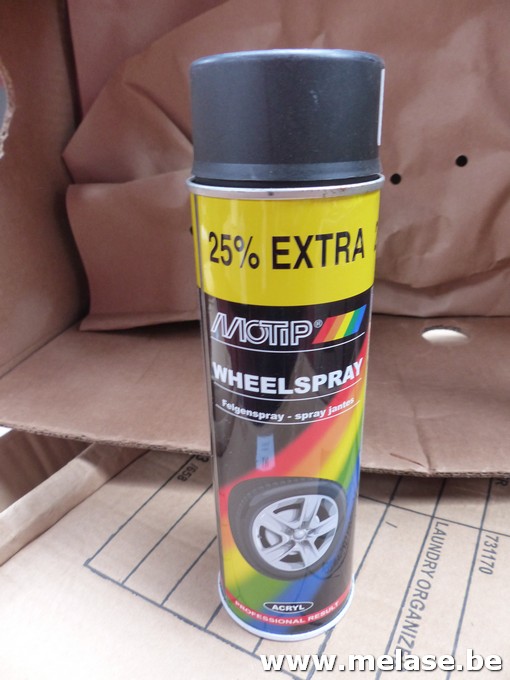 25% EXTRA
MOTIP®
WHEELSPRAY
Felgenspray - spray jantes
ACRYL
PROFESSIONAL RESULT
731170
LAUNDRY ORGANIZ
www.melase.be